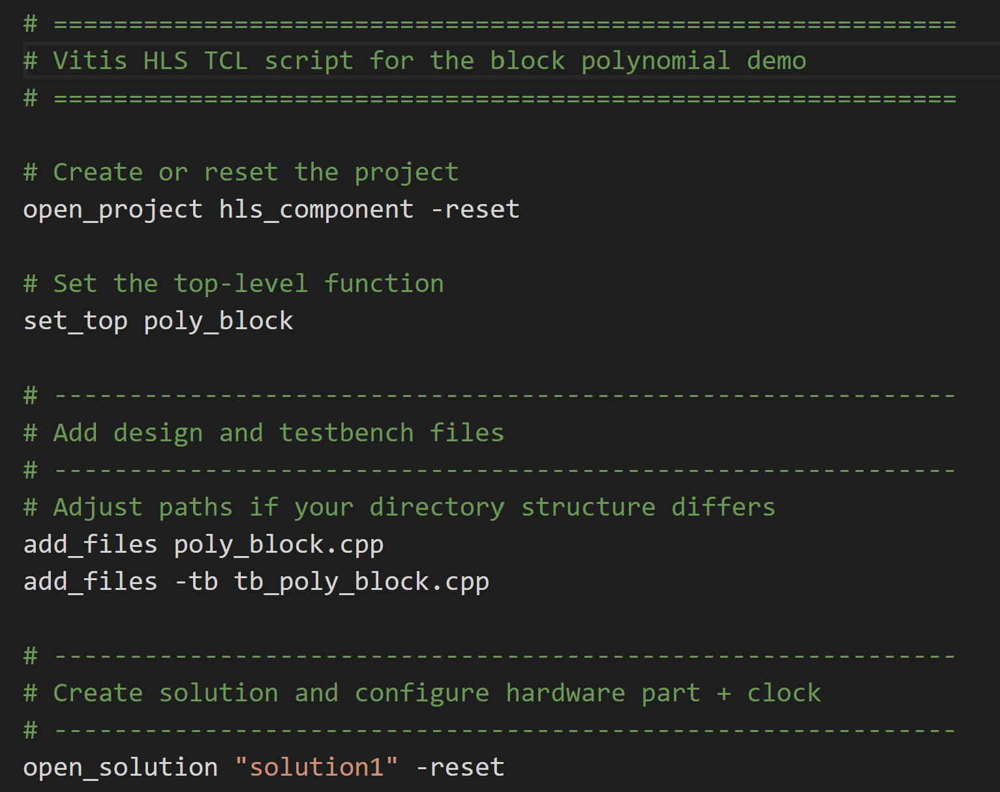 # ============================================================
# Vitis HLS TCL script for the block polynomial demo
# ============================================================
# Create or reset the project
open_project hls_component -reset
# Set the top-level function
set_top poly_block
# ------------------------------------------------------------
# Add design and testbench files
# ------------------------------------------------------------
# Adjust paths if your directory structure differs
add_files poly_block.cpp
add_files -tb tb_poly_block.cpp
# ------------------------------------------------------------
# Create solution and configure hardware part + clock
# ------------------------------------------------------------
open_solution "solution1" -reset